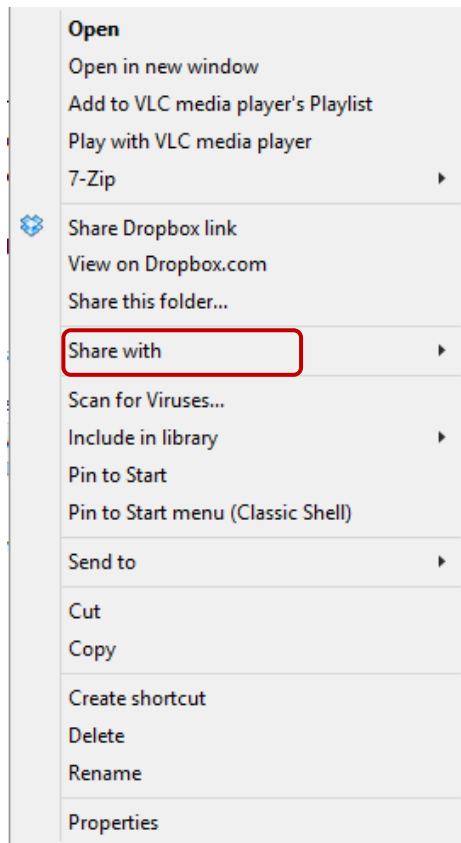 Open
Open in new window
Add to VLC media player's Playlist
Play with VLC media player
7-Zip
Share Dropbox link
View on Dropbox.com
Share this folder...
Share with
Scan for Viruses...
Include in library
Pin to Start
Pin to Start menu (Classic Shell)
Send to
Cut
Copy
Create shortcut
Delete
Rename
Properties